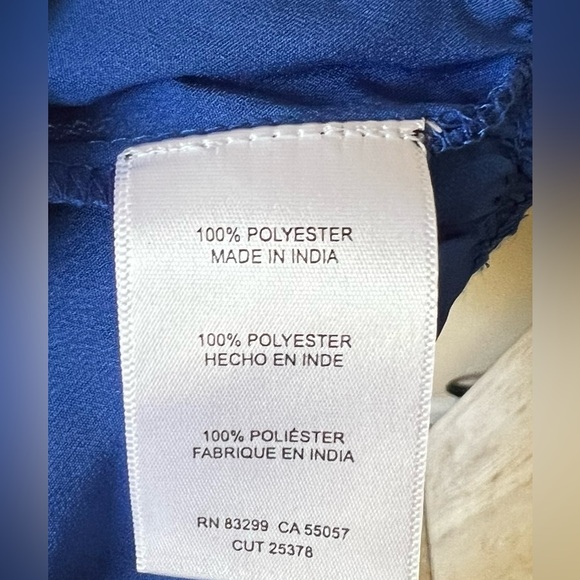 100% POLYESTER
MADE IN INDIA
100% POLYESTER
HECHO EN INDE
100% POLIÉSTER
FABRIQUE EN INDIA
RN 83299 CA 55057
CUT 25378